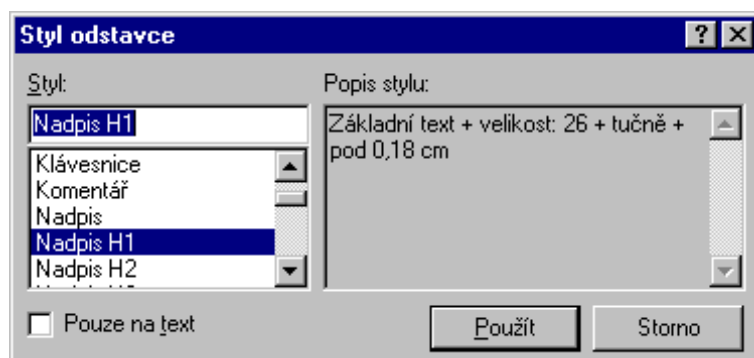 Styl odstavce
Styl:
Nadpis H1
Klávesnice
Komentář
Nadpis
Nadpis H1
Nadpis H2
Pouze na text
Popis stylu:
Základní text + velikost: 26 + tučně +
pod 0,18 cm
Použít
Storno